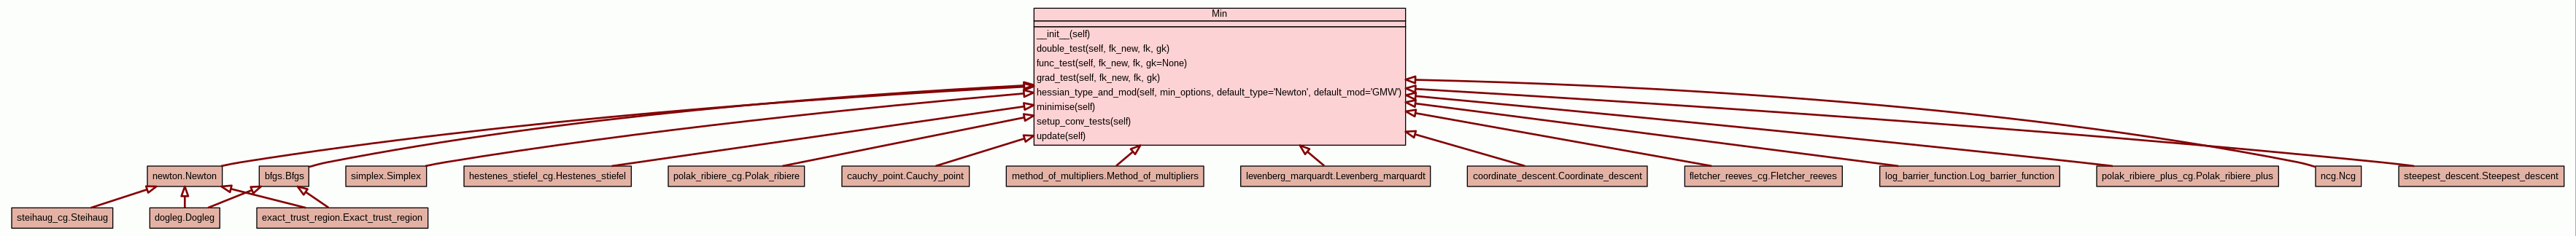 Min
__init__(self)
double_test(self, fk_new, fk, gk)
func_test(self, fk_new, fk, gk=None)
grad_test(self, fk_new, fk, gk)
hessian_type_and_mod(self, min_options, default_type='Newton', default_mod='GMW')
minimise(self)
setup_conv_tests(self)
update(self)
newton.Newton
bfgs.Bfgs
simplex.Simplex
hestenes_stiefel_cg.Hestenes_stiefel
polak_ribiere_cg.Polak_ribiere
cauchy_point.Cauchy_point
method_of_multipliers.Method_of_multipliers
levenberg_marquardt.Levenberg_marquardt
coordinate_descent.Coordinate_descent
fletcher_reeves_cg.Fletcher_reeves
log_barrier_function.Log_barrier_function
polak_ribiere_plus_cg.Polak_ribiere_plus
ncg.Ncg
steepest_descent.Steepest_descent
steihaug_cg.Steihaug
dogleg.Dogleg
exact_trust_region.Exact_trust_region